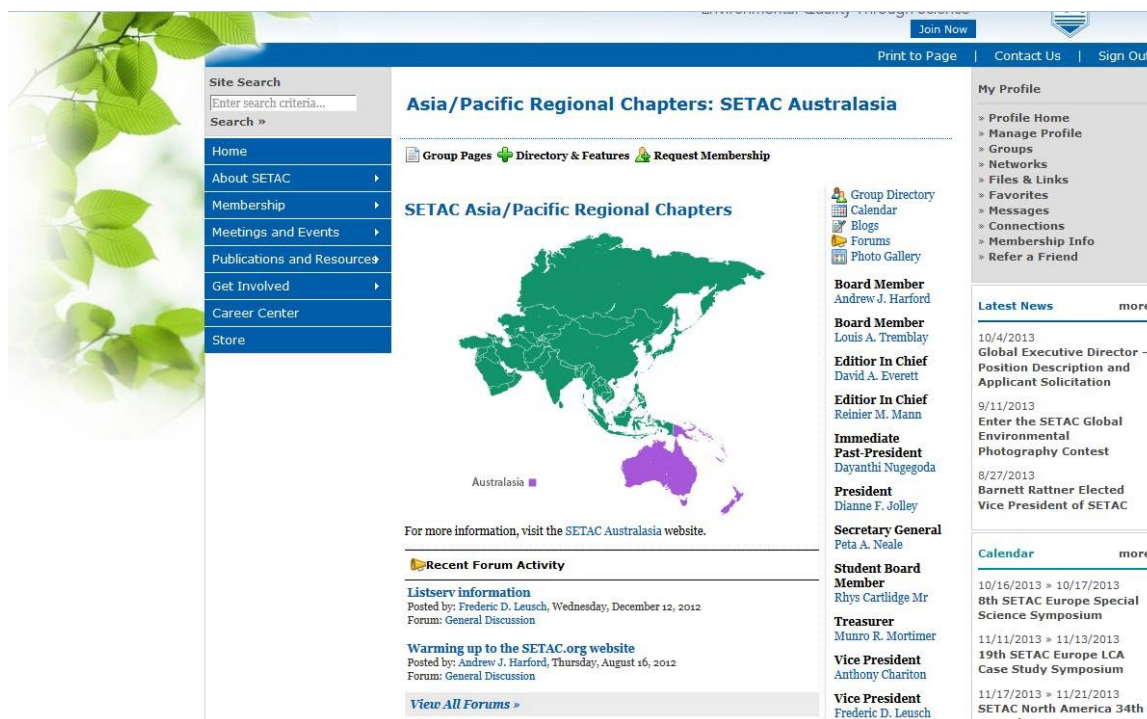 Environmental Quality Through Science
Join Now
Print to Page | Contact Us | Sign Out
Site Search
Enter search criteria...
Search »
Home
About SETAC
Membership
Meetings and Events
Publications and Resources
Get Involved
Career Center
Store
Asia/Pacific Regional Chapters: SETAC Australasia
Group Pages Directory & Features Request Membership
SETAC Asia/Pacific Regional Chapters
Australasia
For more information, visit the SETAC Australasia website.
Recent Forum Activity
Listserv information
Posted by: Frederic D. Leusch, Wednesday, December 12, 2012
Forum: General Discussion
Warming up to the SETAC.org website
Posted by: Andrew J. Harford, Thursday, August 16, 2012
Forum: General Discussion
View All Forums »
Group Directory
Calendar
Blogs
Forums
Photo Gallery
Board Member
Andrew J. Harford
Board Member
Louis A. Tremblay
Editior In Chief
David A. Everett
Editior In Chief
Reinier M. Mann
Immediate
Past-President
Dayanthi Nugegoda
President
Dianne F. Jolley
Secretary General
Peta A. Neale
Student Board
Member
Rhys Cartlidge Mr
Treasurer
Munro R. Mortimer
Vice President
Anthony Chariton
Vice President
Frederic D. Leusch
My Profile
» Profile Home
» Manage Profile
» Groups
» Networks
» Files & Links
» Favorites
» Messages
» Connections
» Membership Info
» Refer a Friend
Latest News more
10/4/2013
Global Executive Director –
Position Description and
Applicant Solicitation
9/11/2013
Enter the SETAC Global
Environmental
Photography Contest
8/27/2013
Barnett Rattner Elected
Vice President of SETAC
Calendar more
10/16/2013 » 10/17/2013
8th SETAC Europe Special
Science Symposium
11/11/2013 » 11/13/2013
19th SETAC Europe LCA
Case Study Symposium
11/17/2013 » 11/21/2013
SETAC North America 34th